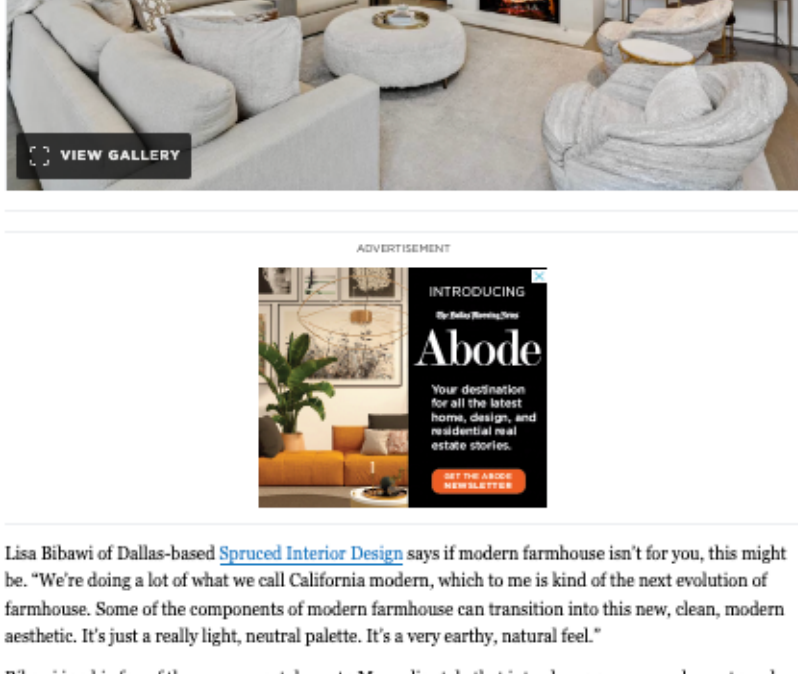 VIEW GALLERY
ADVERTISEMENT
INTRODUCING
The Dallas Morning News
Abode
Your destination
for all the latest
home, design, and
residential real
estate stories.
GET THE ABODE
NEWSLETTER
Lisa Bibawi of Dallas-based Spruced Interior Design says if modern farmhouse isn’t for you, this might
be. “We’re doing a lot of what we call California modern, which to me is kind of the next evolution of
farmhouse. Some of the components of modern farmhouse can transition into this new, clean, modern
aesthetic. It’s just a really light, neutral palette. It’s a very earthy, natural feel.”